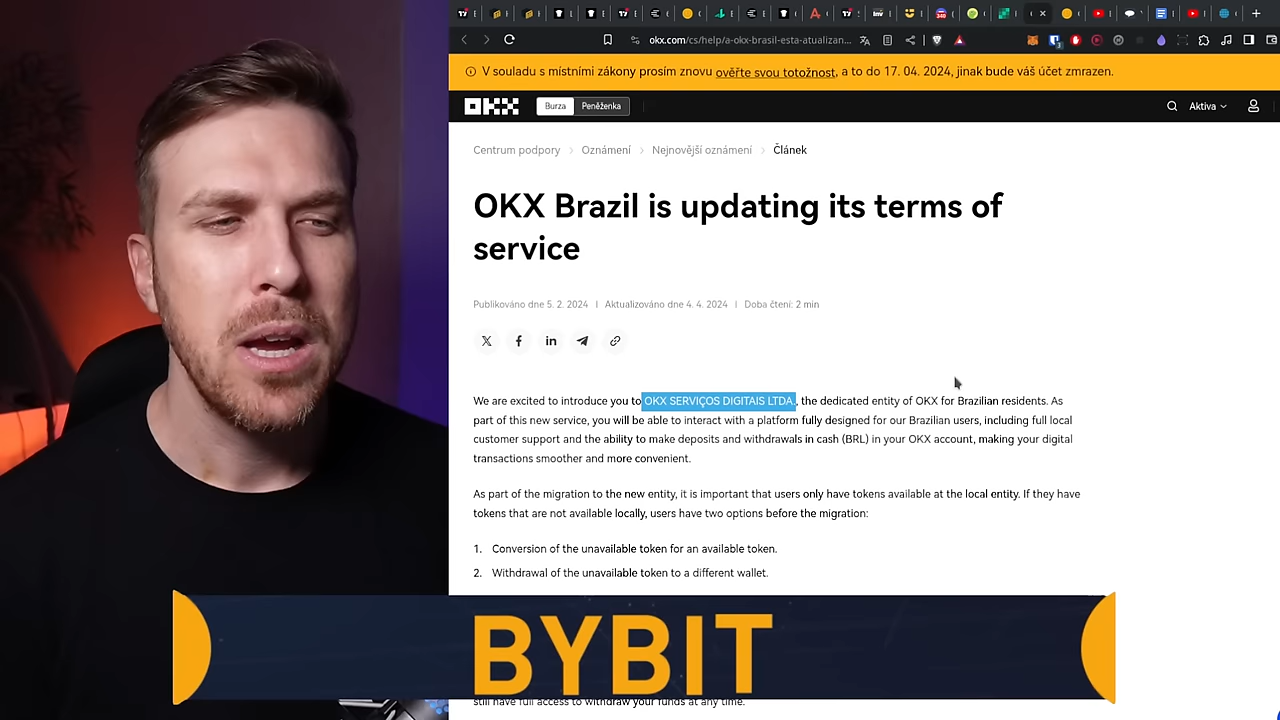 okx.com/cs/help/a-okx-brasil-esta-atualizan...
V souladu s místními zákony prosím znovu ověřte svou totožnost, a to do 17. 04. 2024, jinak bude váš účet zmrazen.
OKX Burza Peněženka Aktiva
Centrum podpory > Oznámení > Nejnovější oznámení > Článek
OKX Brazil is updating its terms of
service
Publikováno dne 5. 2. 2024 | Aktualizováno dne 4. 4. 2024 | Doba čtení: 2 min
We are excited to introduce you to OKX SERVIÇOS DIGITAIS LTDA., the dedicated entity of OKX for Brazilian residents. As
part of this new service, you will be able to interact with a platform fully designed for our Brazilian users, including full local
customer support and the ability to make deposits and withdrawals in cash (BRL) in your OKX account, making your digital
transactions smoother and more convenient.
As part of the migration to the new entity, it is important that users only have tokens available at the local entity. If they have
tokens that are not available locally, users have two options before the migration:
1. Conversion of the unavailable token for an available token.
2. Withdrawal of the unavailable token to a different wallet.
BYBIT
still have full access to withdraw your funds at any time.